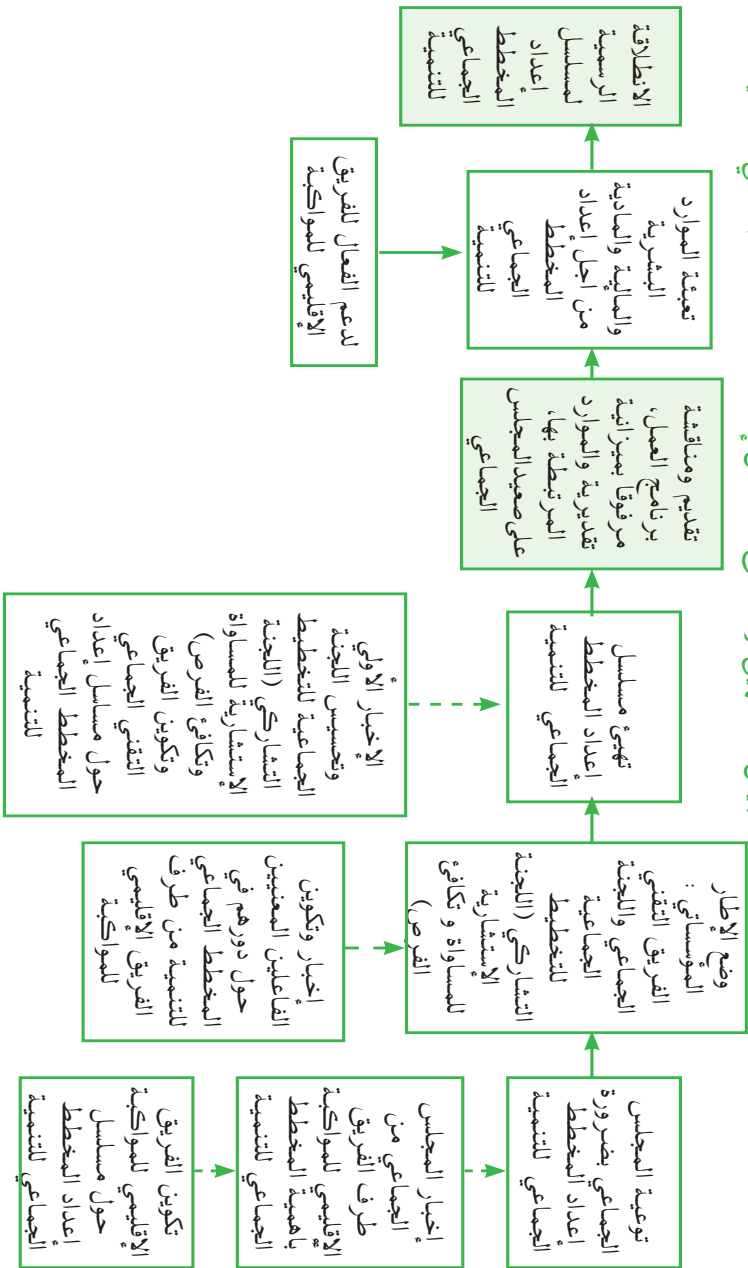 توعية المجلس
الجماعي بضرورة
إعداد المخطط
الجماعي للتنمية
إخبار المجلس
الجماعي من
طرف الفريق
الإقليمي للمواكبة
باهمية المخطط
الجماعي للتنمية
تكوين الفريق
الإقليمي للمواكبة
حول مسلسل
إعداد المخطط
الجماعي للتنمية
وضع الإطار
المؤسساتي :
الفريق التقني
الجماعي واللجنة
الجماعية
للتخطيط
التشاركي (اللجنة
الاستشارية
للمساواة و تكافئ
الفرص)
إخبار وتكوين
الفاعلين المعنيين
حول دورهم في
المخطط الجماعي
للتنمية من طرف
الفريق الإقليمي
للمواكبة
تهيئ مسلسل
إعداد المخطط
الجماعي للتنمية
الإخبار الأولي
وتحسيس اللجنة
الجماعية للتخطيط
التشاركي (اللجنة
الإستشارية للمساواة
وتكافئ الفرص)
وتكوين الفريق
التقني الجماعي
حول مساسل إعداد
المخطط الجماعي
للتنمية
تقديم ومناقشة
برنامج العمل،
مرفوقا بميزانية
تقديرية والموارد
المرتبطة بها،
على صعيد المجلس
الجماعي
تعبئة الموارد
البشرية
والمالية والمادية
من اجل إعداد
المخطط
الجماعي
للتنمية
لدعم الفعال للفريق
الإقليمي للمواكبة
الانطلاقة
الرسمية
لمسلسل
إعداد
المخطط
الجماعي
للتنمية